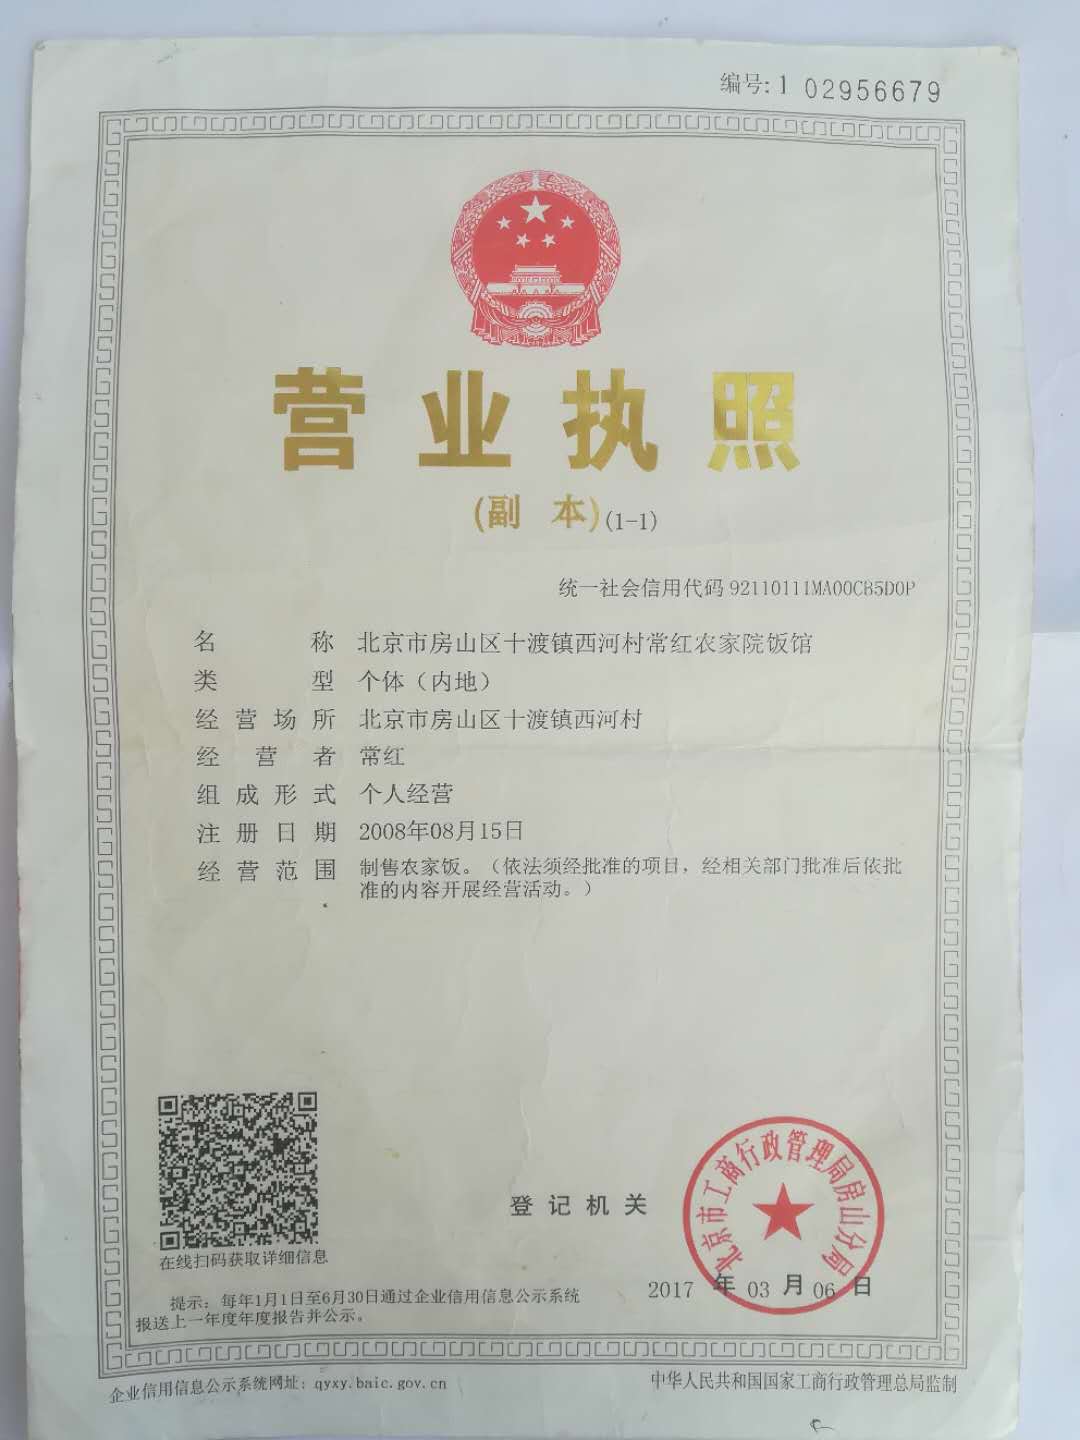 编号: 1 02956679
营业执照
(副 本)(1-1)
统一社会信用代码 92110111MA00CB5D0P
名称 北京市房山区十渡镇西河村常红农家院饭馆
类型 个体（内地）
经营场所 北京市房山区十渡镇西河村
经营者 常红
组成形式 个人经营
注册日期 2008年08月15日
经营范围 制售农家饭。（依法须经批准的项目，经相关部门批准后依批
准的内容开展经营活动。）
在线扫码获取详细信息
登记机关
北京市工商行政管理局房山分局
2017 年 03 月 06 日
提示：每年1月1日至6月30日通过企业信用信息公示系统
报送上一年度年度报告并公示。
企业信用信息公示系统网址: qyxy.baic.gov.cn
中华人民共和国国家工商行政管理总局监制